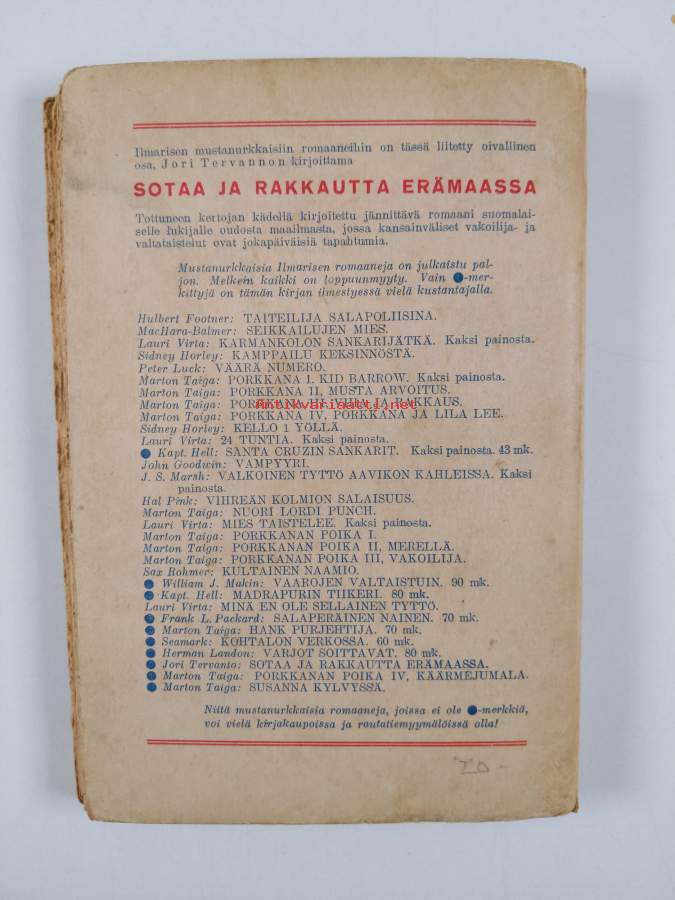 Ilmarisen mustanurkkaisiin romaaneihin on tässä liitetty oivallinen
osa, Jori Tervannon kirjoittama
SOTAA JA RAKKAUTTA ERÄMAASSA
Tottuneen kertojan kädellä kirjoitettu jännittävä romaani suomalai-
selle lukijalle oudosta maailmasta, jossa kansainväliset vakoilija- ja
valtataistelut ovat jokapäiväisiä tapahtumia.
Mustanurkkaisia Ilmarisen romaaneja on julkaistu pal-
jon. Melkein kaikki on loppuunmyyty. Vain ●-mer-
kittyjä on tämän kirjan ilmestyessä vielä kustantajalla.
Hulbert Footner: TAITEILIJA SALAPOLIISINA.
MacHara-Balmer: SEIKKAILUJEN MIES.
Lauri Virta: KARMANKOLON SANKARIJÄTKÄ. Kaksi painosta.
Sidney Horley: KAMPPAILU KEKSINNÖSTÄ.
Peter Luck: VÄÄRÄ NUMERO.
Marton Taiga: PORKKANA I, KID BARROW. Kaksi painosta.
Marton Taiga: PORKKANA II, MUSTA ARVOITUS.
Marton Taiga: PORKKANA III, VIHA JA RAKKAUS.
antikvariaatti.net
Marton Taiga: PORKKANA IV, PORKKANA JA LILA LEE.
Sidney Horley: KELLO 1 YÖLLÄ.
Lauri Virta: 24 TUNTIA. Kaksi painosta.
● Kapt. Hell: SANTA CRUZIN SANKARIT. Kaksi painosta. 43 mk.
John Goodwin: VAMPYYRI.
J. S. Marsh: VALKOINEN TYTTÖ AAVIKON KAHLEISSA. Kaksi
painosta.
Hal Pink: VIHREÄN KOLMION SALAISUUS.
Marton Taiga: NUORI LORDI PUNCH.
Lauri Virta: MIES TAISTELEE. Kaksi painosta.
Marton Taiga: PORKKANAN POIKA I.
Marton Taiga: PORKKANAN POIKA II, MERELLÄ.
Marton Taiga: PORKKANAN POIKA III, VAKOILIJA.
Sax Rohmer: KULTAINEN NAAMIO.
● William J. Makin: VAAROJEN VALTAISTUIN. 90 mk.
● Kapt. Hell: MADRAPURIN TIIKERI. 80 mk.
Lauri Virta: MINÄ EN OLE SELLAINEN TYTTÖ.
● Frank L. Packard: SALAPERÄINEN NAINEN. 70 mk.
● Marton Taiga: HANK PURJEHTIJA. 70 mk.
● Seamark: KOHTALON VERKOSSA. 60 mk.
● Herman Landon: VARJOT SOITTAVAT. 80 mk.
● Jori Tervanto: SOTAA JA RAKKAUTTA ERÄMAASSA.
● Marton Taiga: PORKKANAN POIKA IV, KÄÄRMEJUMALA.
● Marton Taiga: SUSANNA KYLVYSSÄ.
Niitä mustanurkkaisia romaaneja, joissa ei ole ●-merkkiä,
voi vielä kirjakaupoissa ja rautatiemyymälöissä olla!